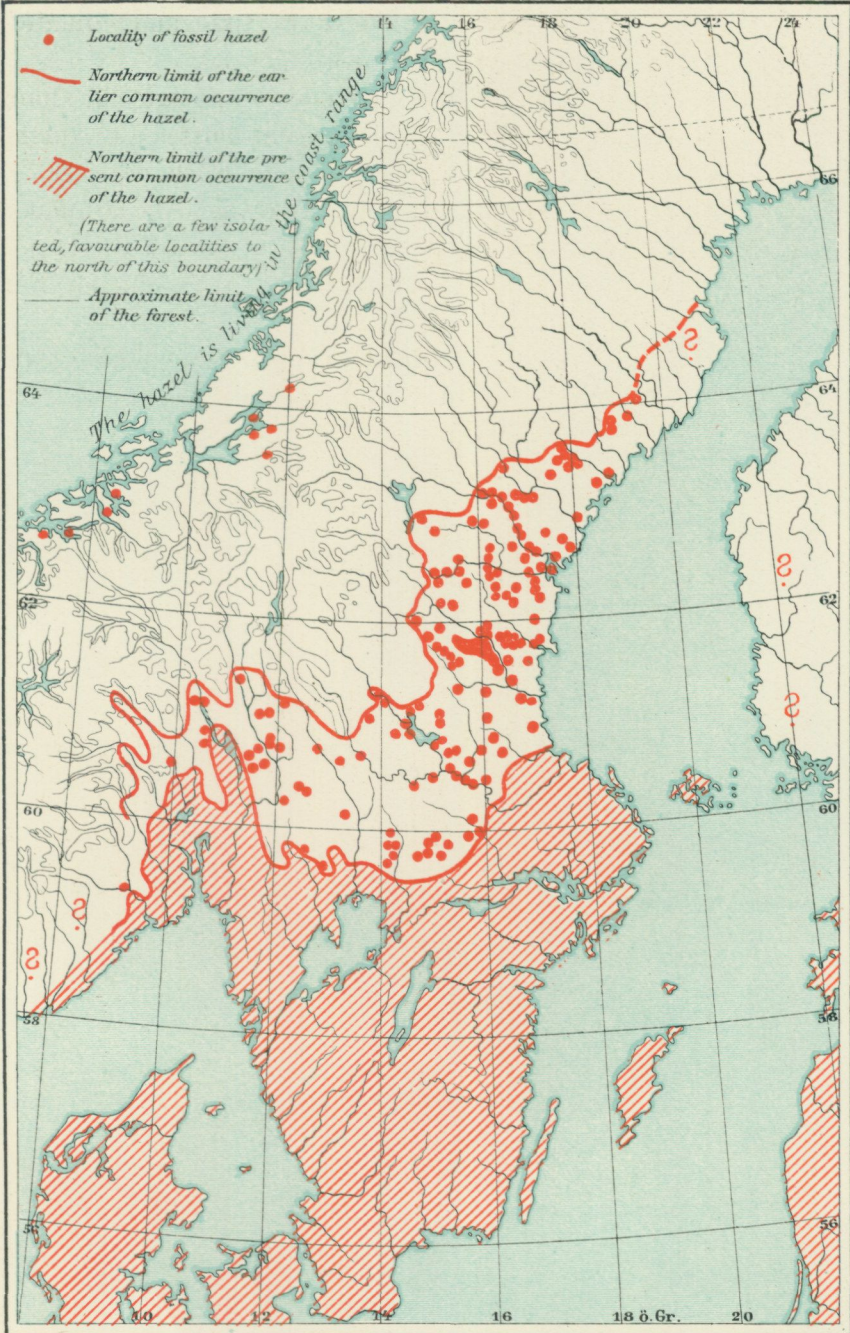 Locality of fossil hazel
Northern limit of the ear
lier common occurrence
of the hazel.
Northern limit of the pre-
sent common occurrence
of the hazel.
(There are a few isola-
ted, favourable localities to
the north of this boundary)
Approximate limit
of the forest.
The hazel is living in the coast range
14 16 18 20 22 24
66
64 64
62 62
60 60
58 58
56 56
10 12 14 16 18 ö.Gr. 20